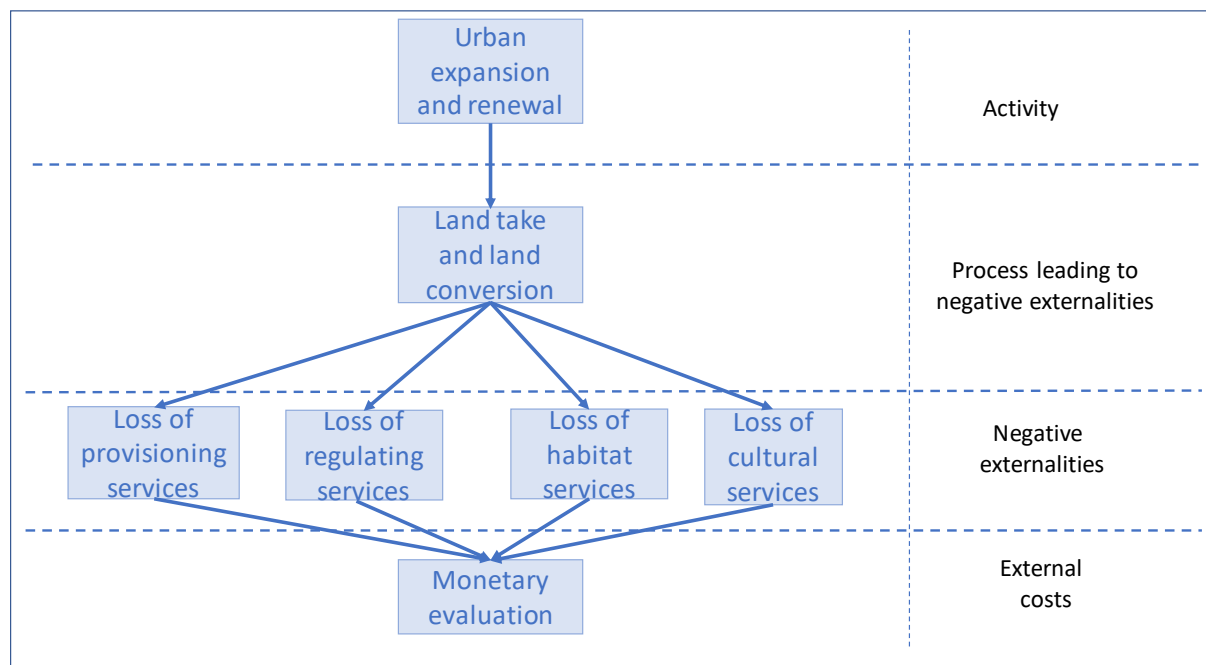 Urban
expansion
and renewal
Activity
Land take
and land
conversion
Process leading to
negative externalities
Loss of
provisioning
services
Loss of
regulating
services
Loss of
habitat
services
Loss of
cultural
services
Negative
externalities
Monetary
evaluation
External
costs